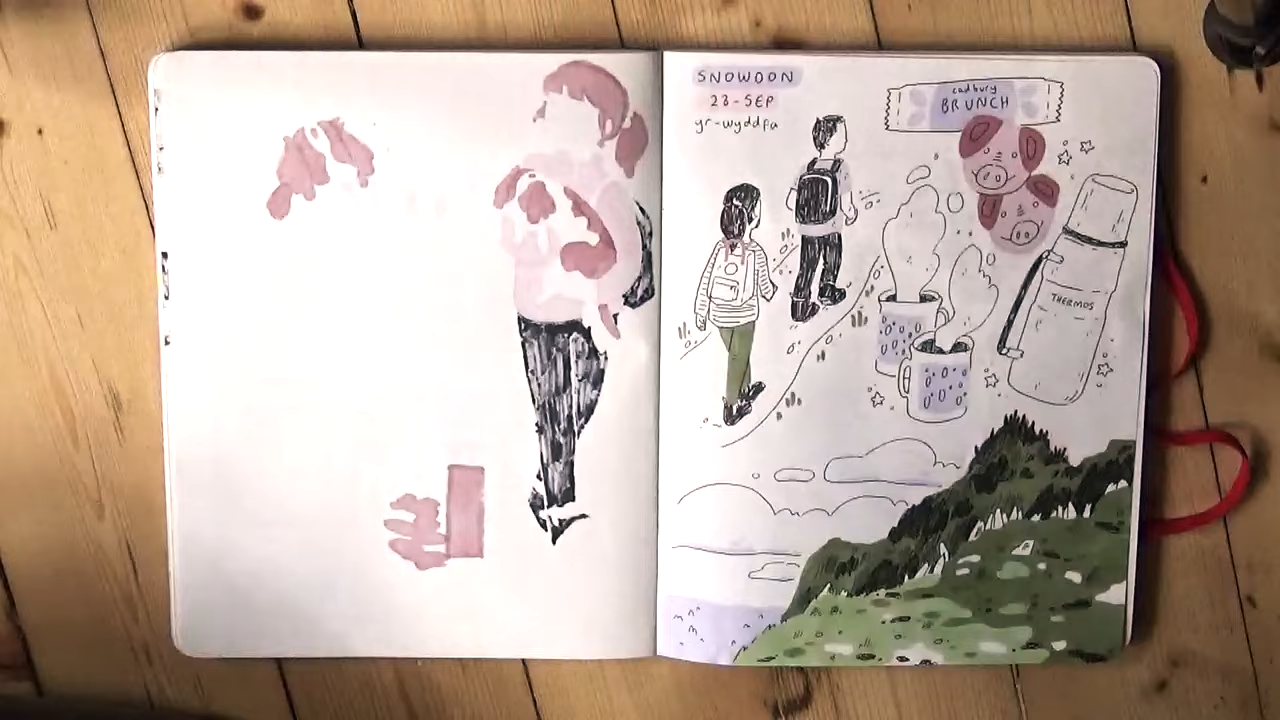 SNOWDON
23-SEP
yr-wyddfa
cadbury
BRUNCH
THERMOS